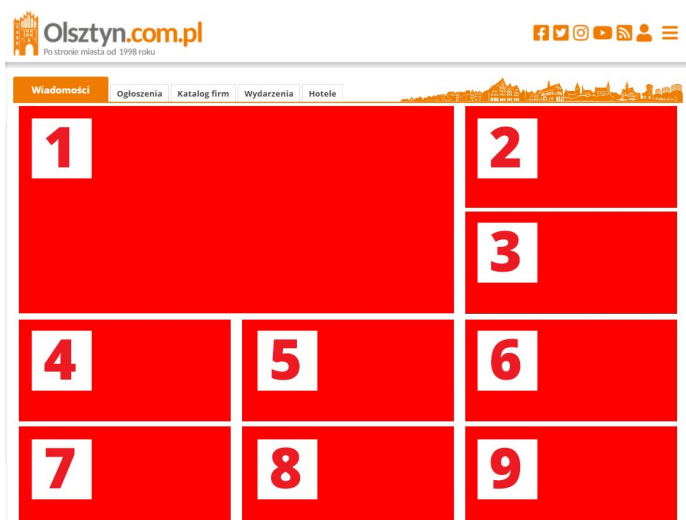 Olsztyn.com.pl
Po stronie miasta od 1998 roku
Wiadomości Ogłoszenia Katalog firm Wydarzenia Hotele
1
2
3
4 5 6
7 8 9